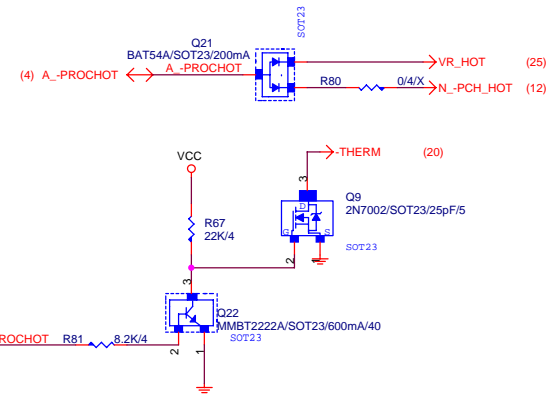 SOT23
Q21
BAT54A/SOT23/200mA
(4) A_-PROCHOT A_-PROCHOT
VR_HOT (25)
R80 0/4/X N_-PCH_HOT (12)
VCC
-THERM (20)
3
Q9
2N7002/SOT23/25pF/5
D
G S
SOT23
R67
22K/4
2 1
3
Q22
MMBT2222A/SOT23/600mA/40
SOT23
ROCHOT R81 8.2K/4
2 1